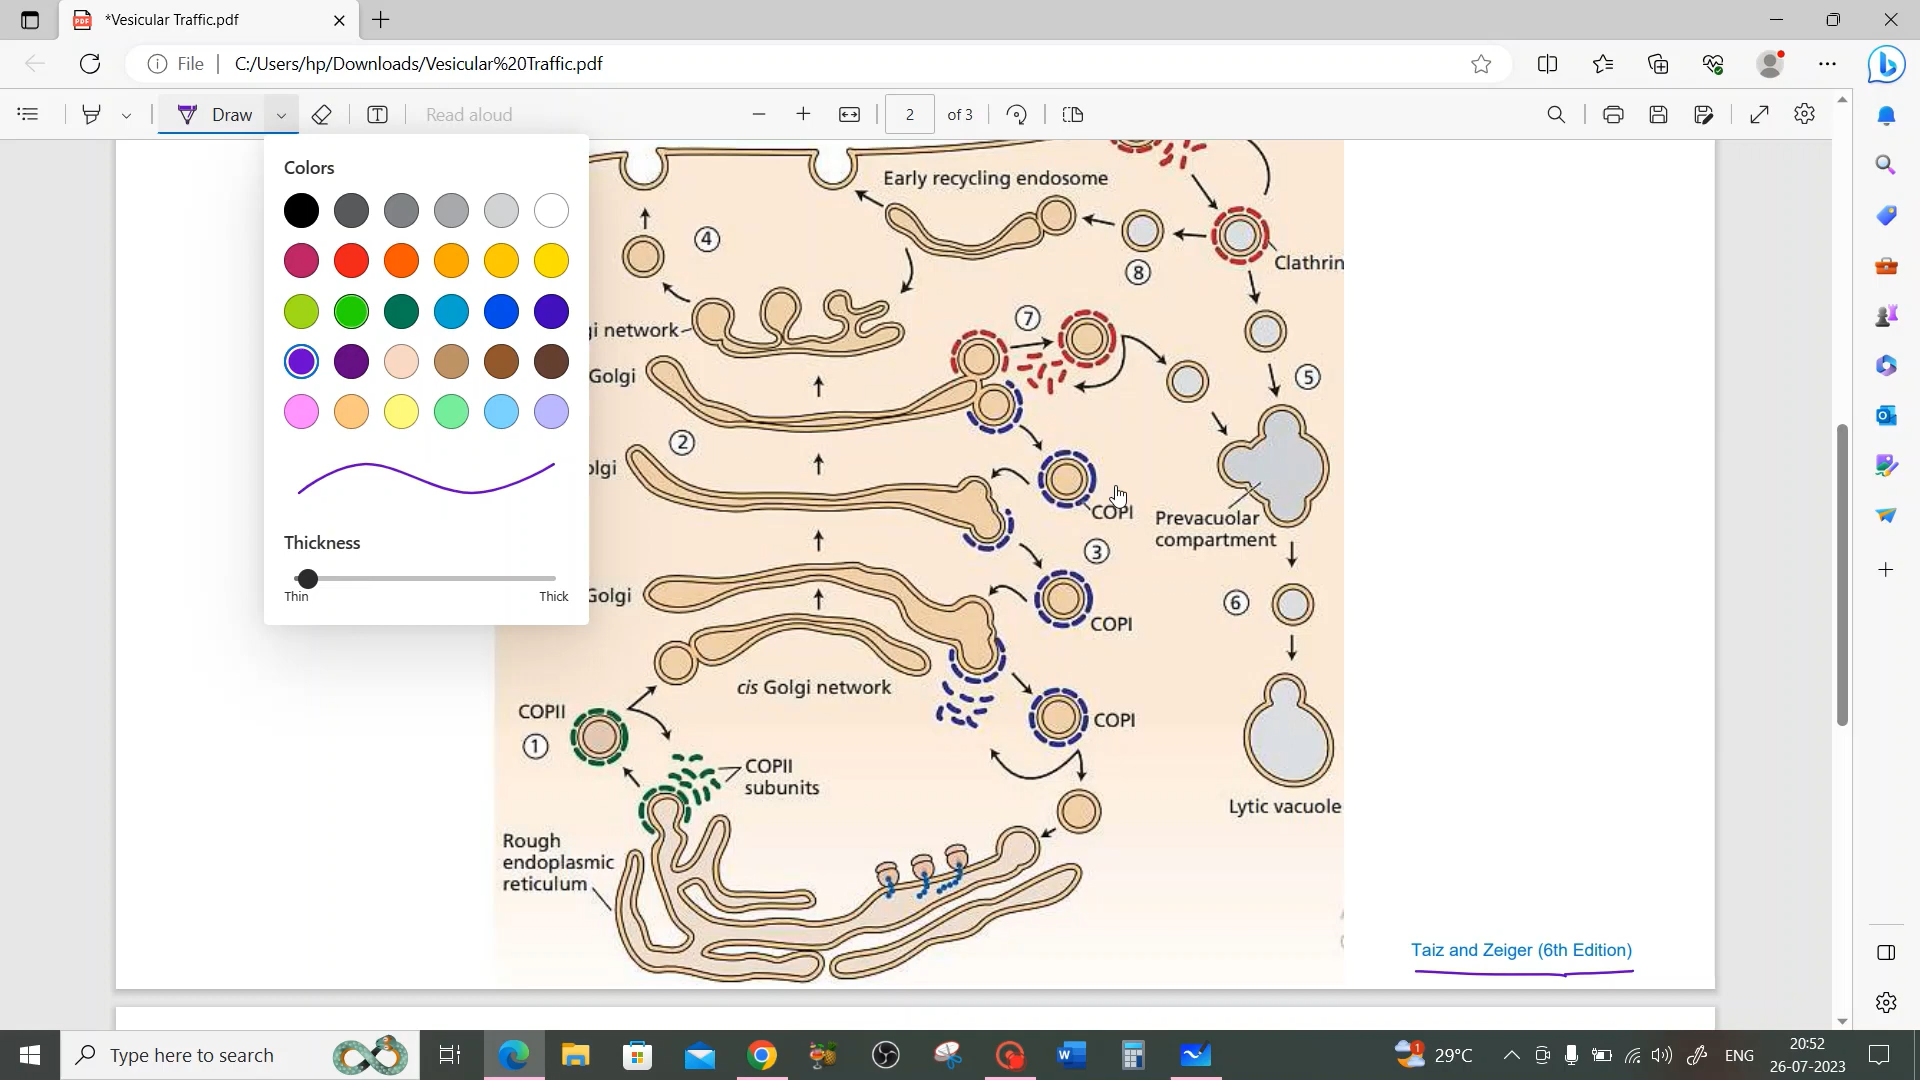 *Vesicular Traffic.pdf
File
C:/Users/hp/Downloads/Vesicular%20Traffic.pdf
Draw
Read aloud
2 of 3
Colors
Thickness
Thin Thick
Early recycling endosome
4
8
Clathrin
gi network
7
Golgi
5
2
olgi
COPI
Prevacuolar
compartment
3
6
Golgi
COPI
cis Golgi network
COPII
1
COPI
COPII
subunits
Lytic vacuole
Rough
endoplasmic
reticulum
Taiz and Zeiger (6th Edition)
Type here to search
1
29°C
ENG
20:52
26-07-2023